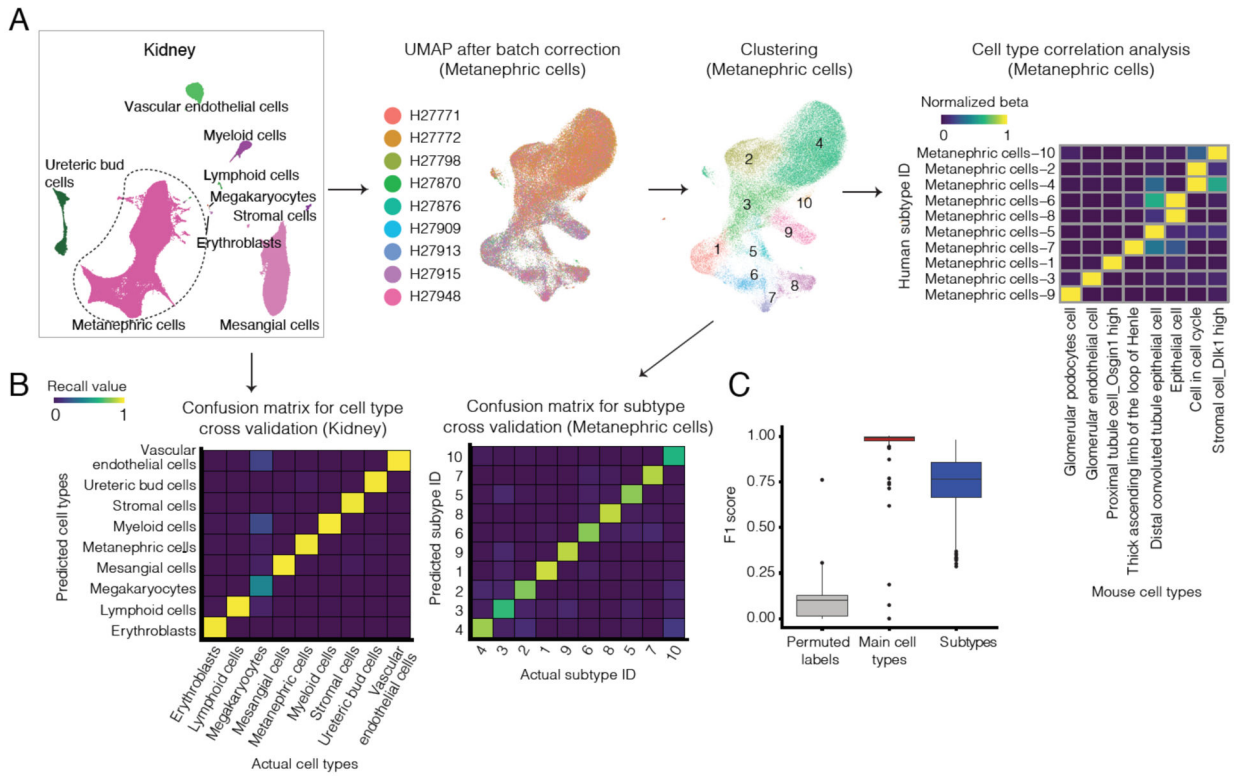 A
Kidney
Vascular endothelial cells
Myeloid cells
Ureteric bud
cells
Lymphoid cells
Megakaryocytes
Stromal cells
Erythroblasts
Metanephric cells
Mesangial cells
UMAP after batch correction
(Metanephric cells)
H27771
H27772
H27798
H27870
H27876
H27909
H27913
H27915
H27948
Clustering
(Metanephric cells)
4
2
3
10
9
1
5
6
8
7
Cell type correlation analysis
(Metanephric cells)
Normalized beta
0 1
Human subtype ID
Metanephric cells-10
Metanephric cells-2
Metanephric cells-4
Metanephric cells-6
Metanephric cells-8
Metanephric cells-5
Metanephric cells-7
Metanephric cells-1
Metanephric cells-3
Metanephric cells-9
Glomerular podocytes cell
Glomerular endothelial cell
Proximal tubule cell_Osgin1 high
Thick ascending limb of the loop of Henle
Distal convoluted tubule epithelial cell
Epithelial cell
Cell in cell cycle
Stromal cell_Dlk1 high
Mouse cell types
B
Recall value
0 1
Confusion matrix for cell type
cross validation (Kidney)
Predicted cell types
Vascular
endothelial cells
Ureteric bud cells
Stromal cells
Myeloid cells
Metanephric cells
Mesangial cells
Megakaryocytes
Lymphoid cells
Erythroblasts
Erythroblasts
Lymphoid cells
Megakaryocytes
Mesangial cells
Metanephric cells
Myeloid cells
Stromal cells
Ureteric bud cells
Vascular
endothelial cells
Actual cell types
Confusion matrix for subtype
cross validation (Metanephric cells)
Predicted subype ID
10
7
5
8
6
9
1
2
3
4
4 3 2 1 9 6 8 5 7 10
Actual subtype ID
C
F1 score
1.00
0.75
0.50
0.25
0.00
Permuted
labels
Main cell
types
Subtypes